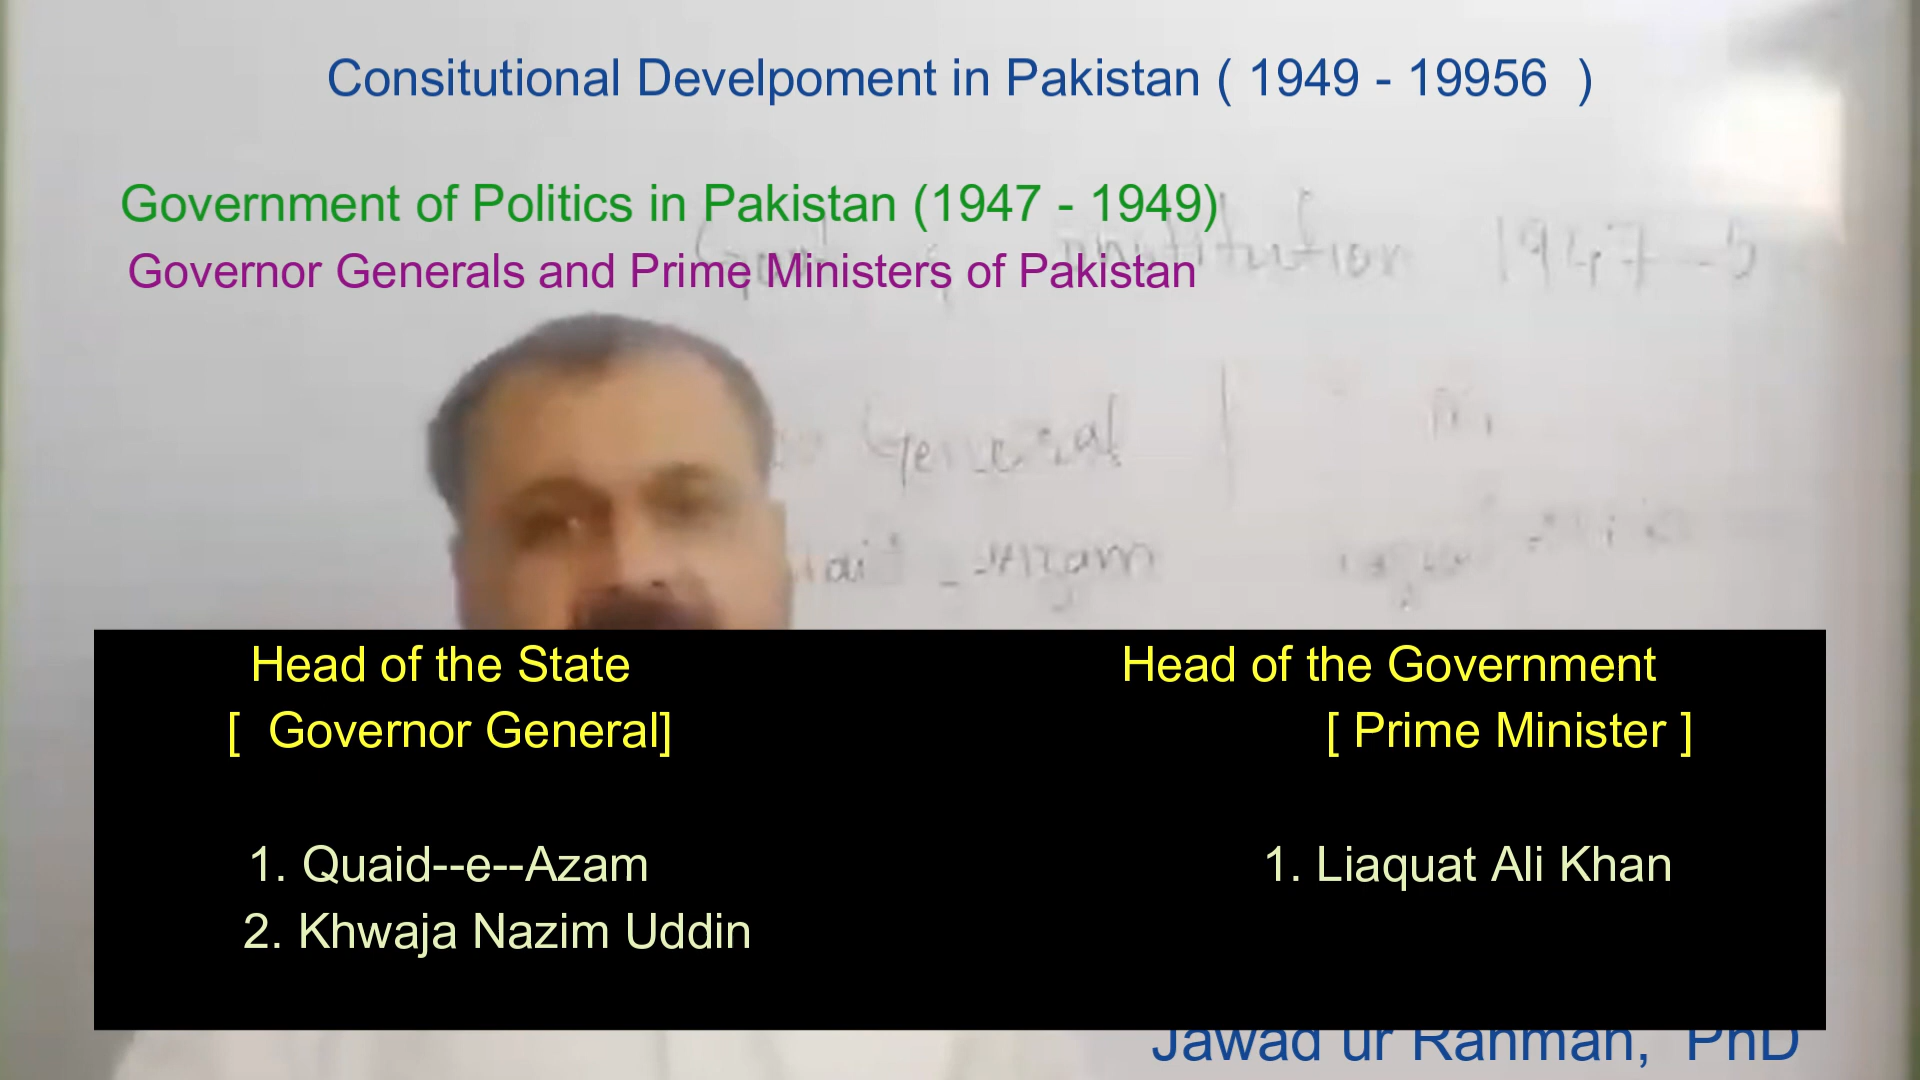 Consitutional Develpoment in Pakistan ( 1949 - 19956 )
Government of Politics in Pakistan (1947 - 1949)
Governor Generals and Prime Ministers of Pakistan
General
Azam
Head of the State
Head of the Government
[ Governor General]
[ Prime Minister ]
1. Quaid--e--Azam
1. Liaquat Ali Khan
2. Khwaja Nazim Uddin
Jawad ur Rahman, PhD